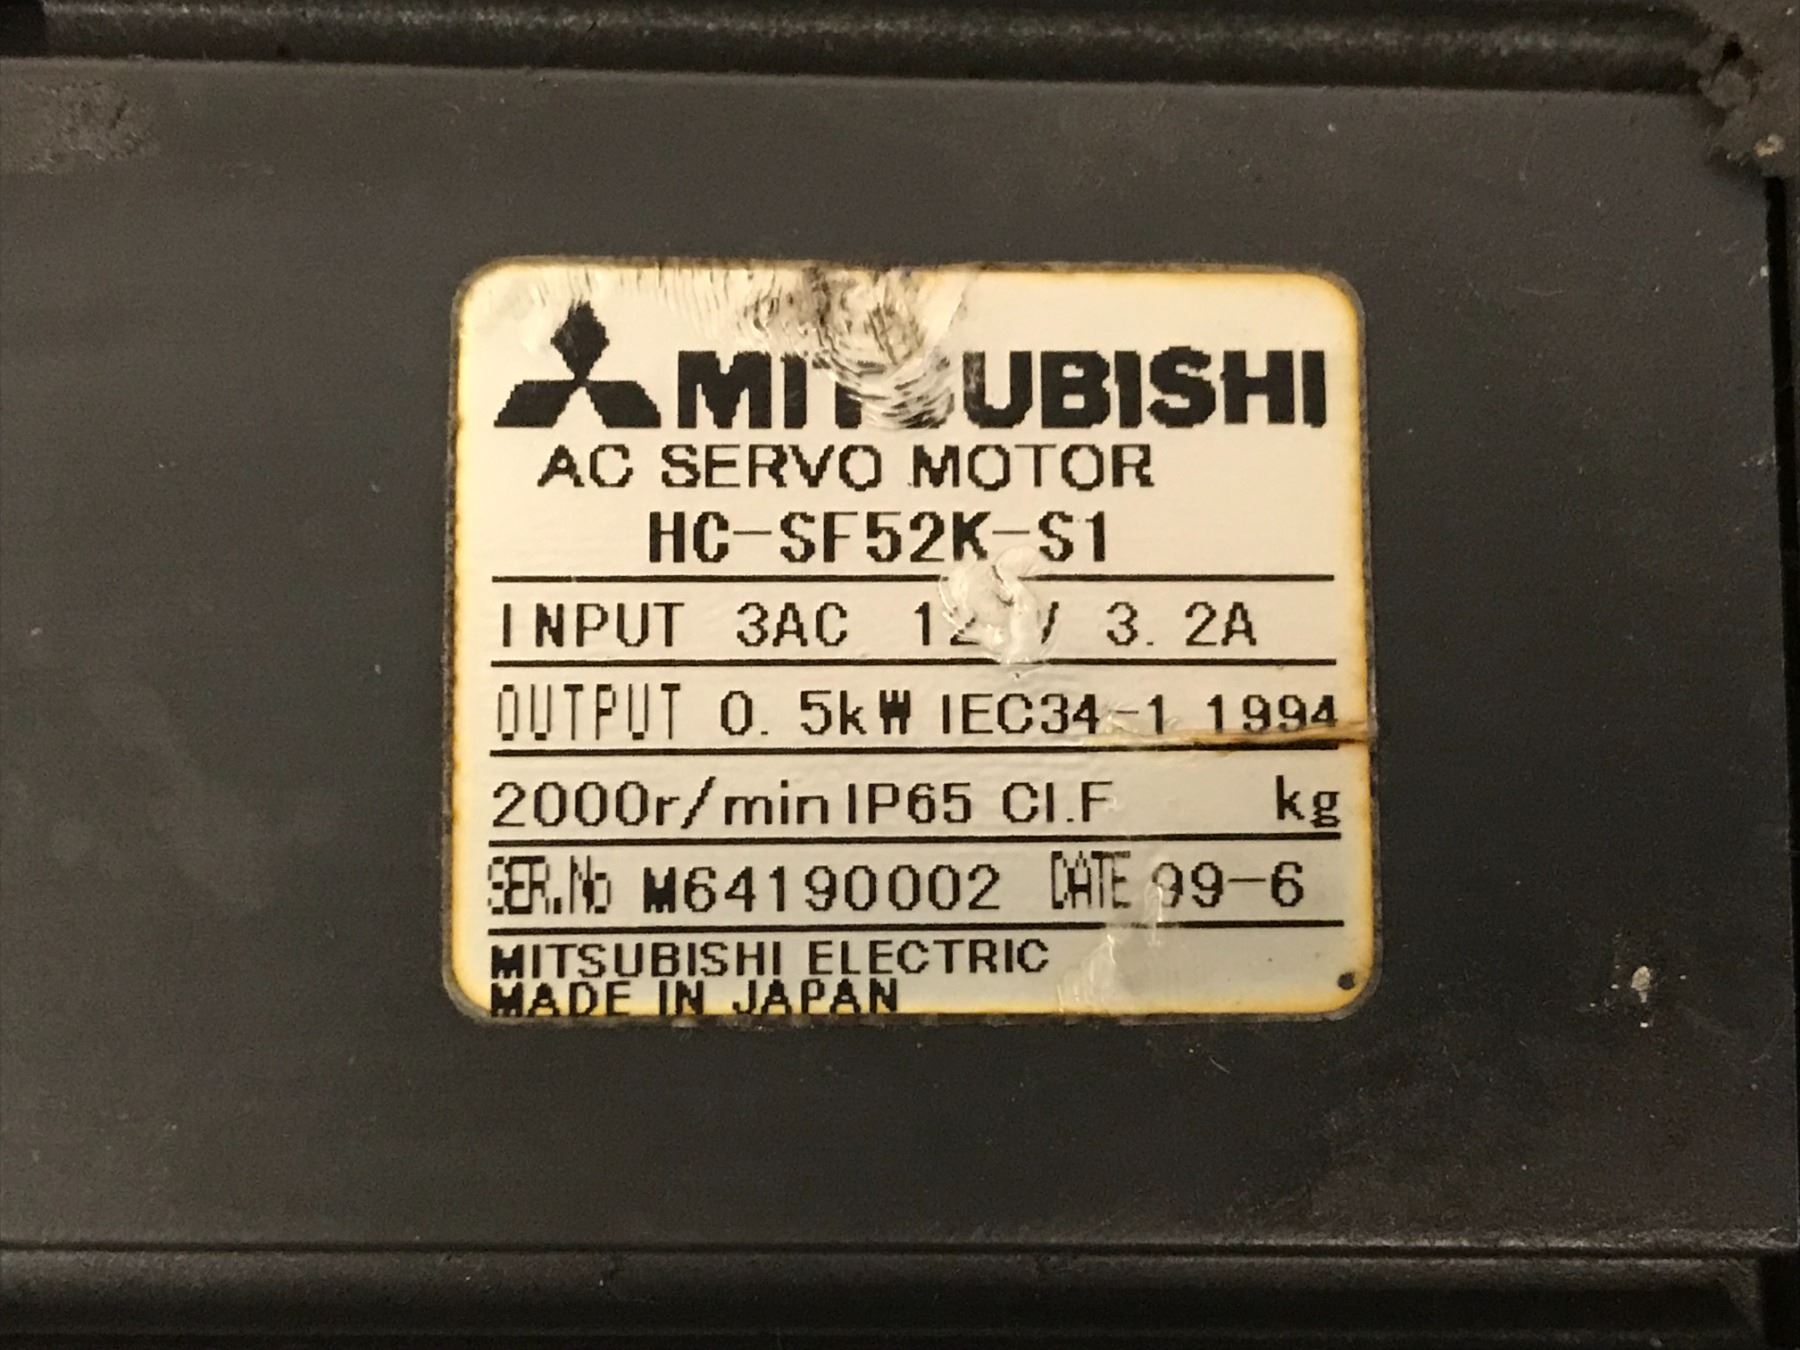 MITSUBISHI
AC SERVO MOTOR
HC-SF52K-S1
INPUT 3AC 3.2A
OUTPUT 0.5kW IEC34-1 1994
2000r/min IP65 CI.F kg
SER.No M64190002 DATE 99-6
MITSUBISHI ELECTRIC
MADE IN JAPAN